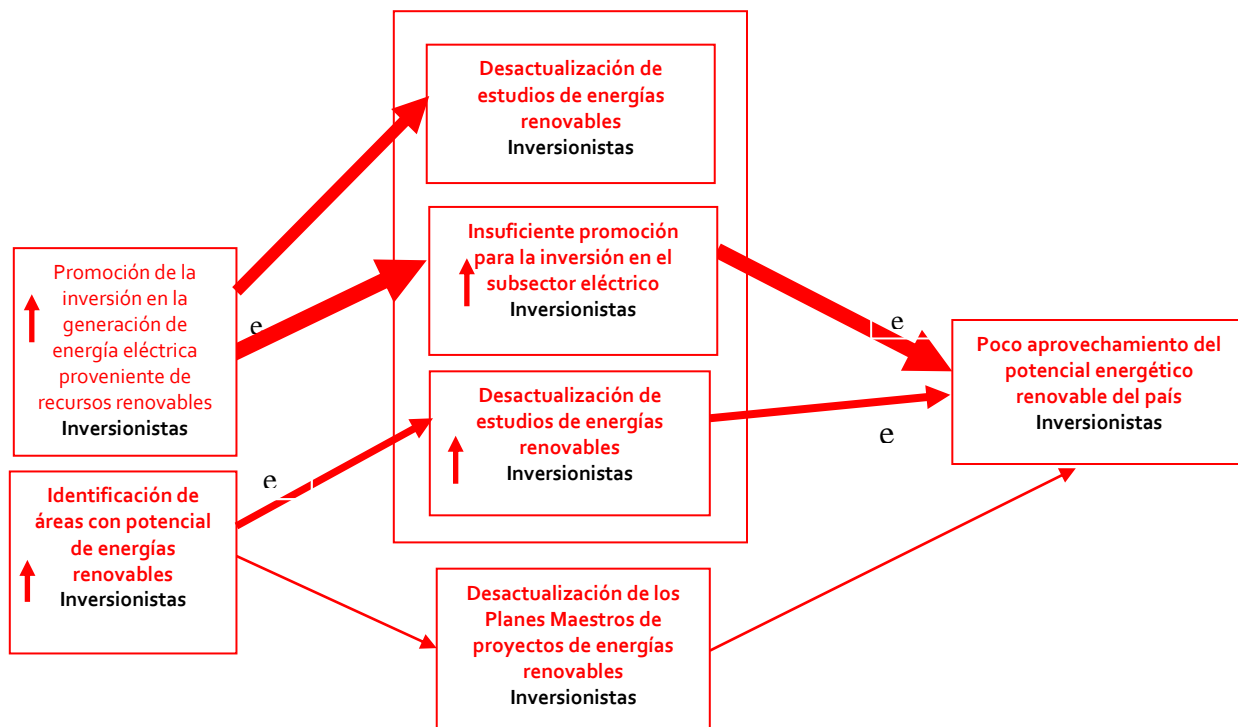 Desactualización de
estudios de energías
renovables
Inversionistas
Insuficiente promoción
para la inversión en el
subsector eléctrico
Inversionistas
Promoción de la
inversión en la
generación de
energía eléctrica
proveniente de
recursos renovables
Inversionistas
e
e
Poco aprovechamiento del
potencial energético
renovable del país
Inversionistas
Desactualización de
estudios de energías
renovables
Inversionistas
e
e
Identificación de
áreas con potencial
de energías
renovables
Inversionistas
Desactualización de los
Planes Maestros de
proyectos de energías
renovables
Inversionistas